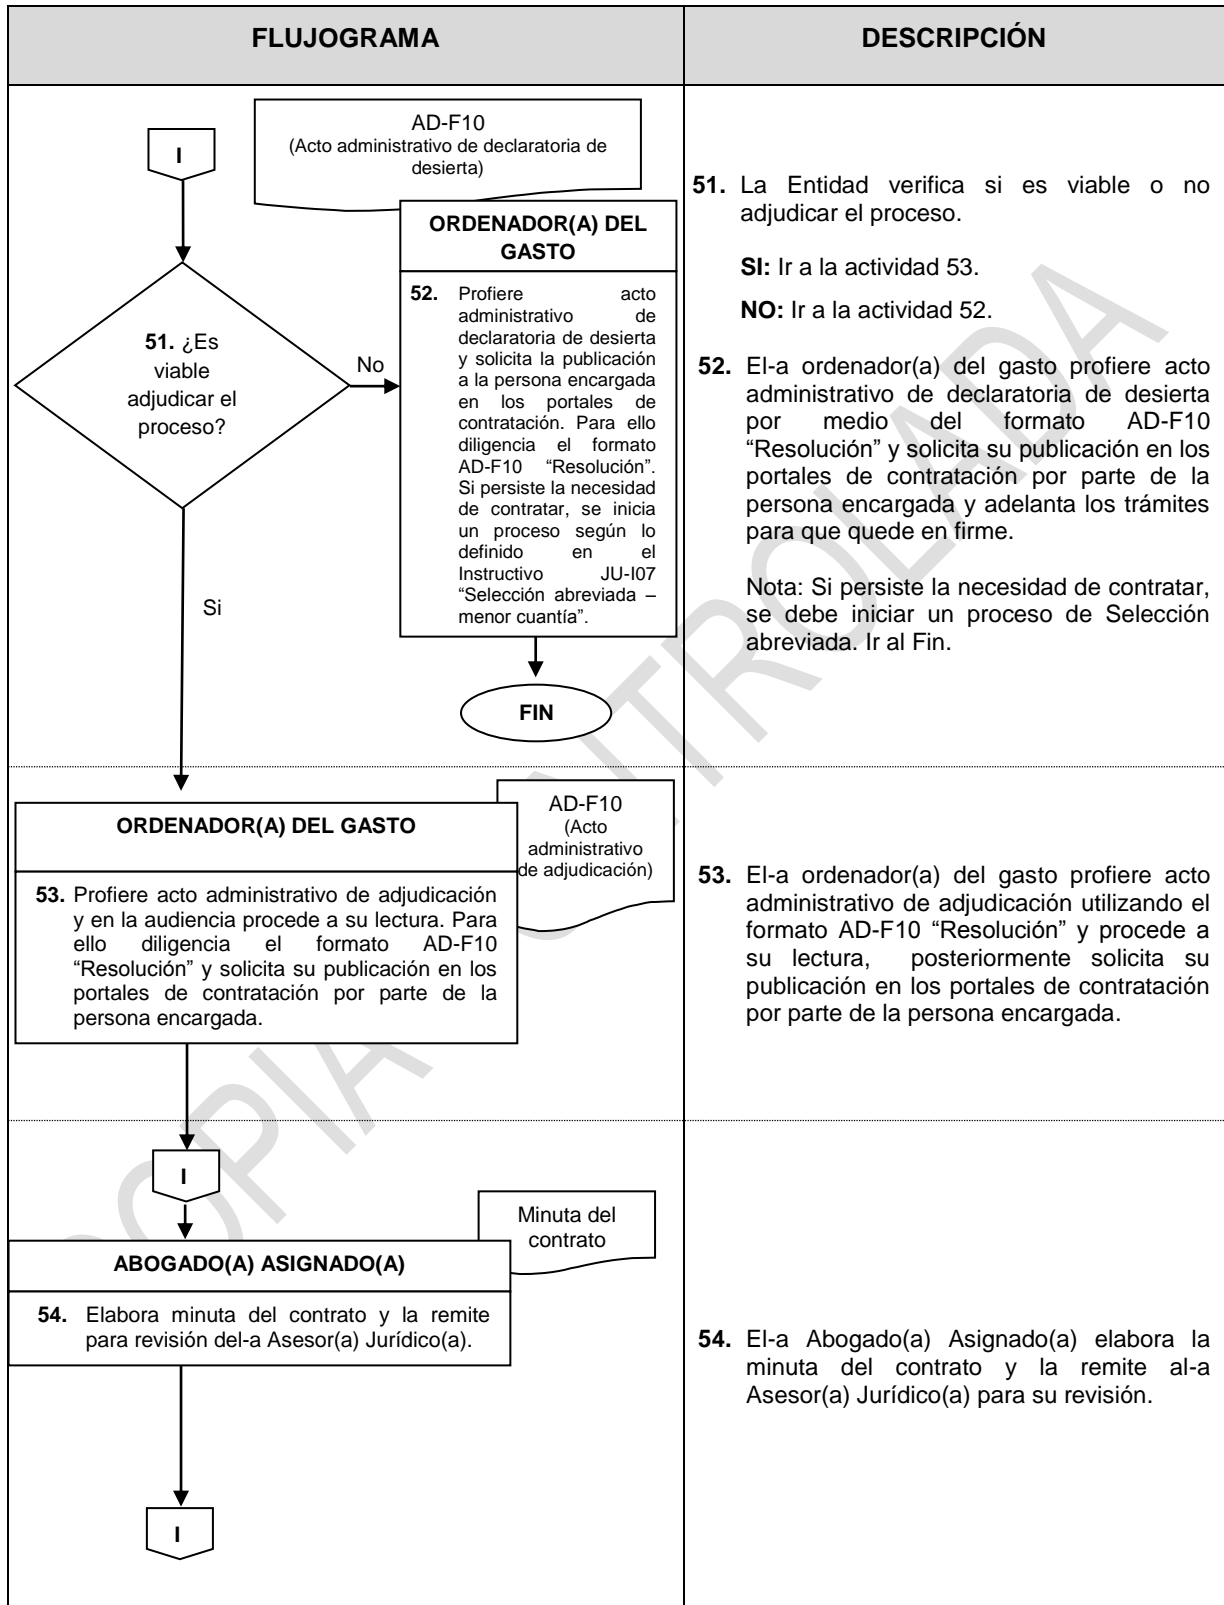 FLUJOGRAMA
DESCRIPCIÓN
I
AD-F10
(Acto administrativo de declaratoria de
desierta)
51. ¿Es
viable
adjudicar el
proceso?
No
Si
ORDENADOR(A) DEL
GASTO
52. Profiere acto
administrativo de
declaratoria de desierta
y solicita la publicación
a la persona encargada
en los portales de
contratación. Para ello
diligencia el formato
AD-F10 “Resolución”.
Si persiste la necesidad
de contratar, se inicia
un proceso según lo
definido en el
Instructivo JU-I07
“Selección abreviada –
menor cuantía”.
FIN
51. La Entidad verifica si es viable o no
adjudicar el proceso.
SI: Ir a la actividad 53.
NO: Ir a la actividad 52.
52. El-a ordenador(a) del gasto profiere acto
administrativo de declaratoria de desierta
por medio del formato AD-F10
“Resolución” y solicita su publicación en los
portales de contratación por parte de la
persona encargada y adelanta los trámites
para que quede en firme.
Nota: Si persiste la necesidad de contratar,
se debe iniciar un proceso de Selección
abreviada. Ir al Fin.
ORDENADOR(A) DEL GASTO
AD-F10
(Acto
administrativo
de adjudicación)
53. Profiere acto administrativo de adjudicación
y en la audiencia procede a su lectura. Para
ello diligencia el formato AD-F10
“Resolución” y solicita su publicación en los
portales de contratación por parte de la
persona encargada.
53. El-a ordenador(a) del gasto profiere acto
administrativo de adjudicación utilizando el
formato AD-F10 “Resolución” y procede a
su lectura, posteriormente solicita su
publicación en los portales de contratación
por parte de la persona encargada.
I
Minuta del
contrato
ABOGADO(A) ASIGNADO(A)
54. Elabora minuta del contrato y la remite
para revisión del-a Asesor(a) Jurídico(a).
54. El-a Abogado(a) Asignado(a) elabora la
minuta del contrato y la remite al-a
Asesor(a) Jurídico(a) para su revisión.
I